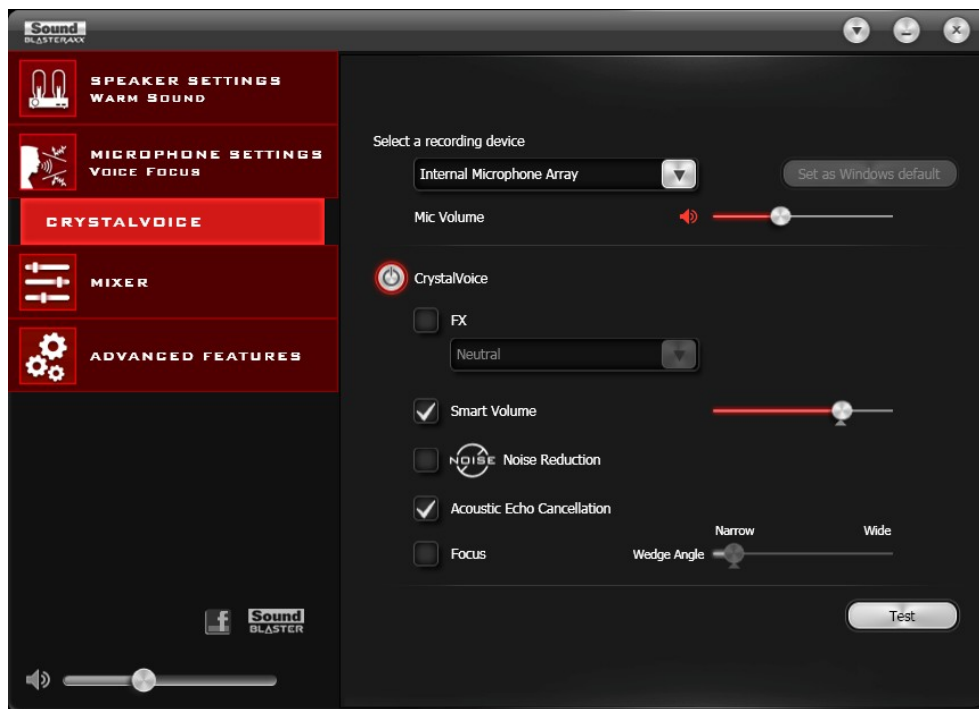 Sound
BLASTERAXX
SPEAKER SETTINGS
WARM SOUND
MICROPHONE SETTINGS
VOICE FOCUS
CRYSTALVOICE
MIXER
ADVANCED FEATURES
Sound
BLASTER
Select a recording device
Internal Microphone Array
Set as Windows default
Mic Volume
CrystalVoice
FX
Neutral
Smart Volume
NOISE Noise Reduction
Acoustic Echo Cancellation
Narrow Wide
Focus Wedge Angle
Test